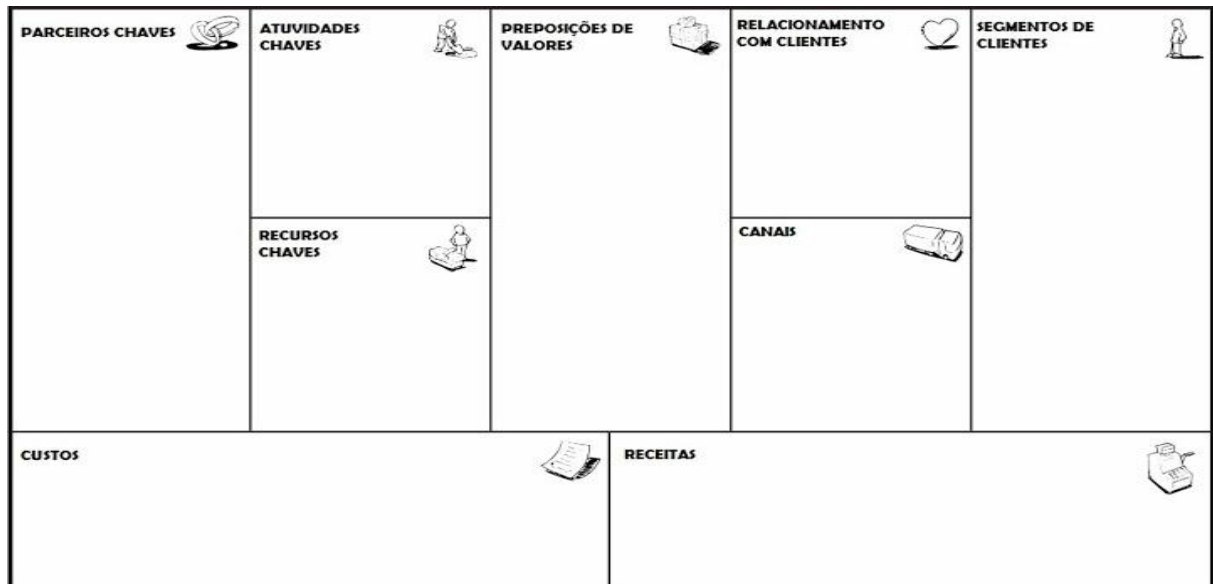 PARCEIROS CHAVES
ATUVIDADES
CHAVES
PREPOSIÇÕES DE
VALORES
RELACIONAMENTO
COM CLIENTES
SEGMENTOS DE
CLIENTES
RECURSOS
CHAVES
CANAIS
CUSTOS
RECEITAS